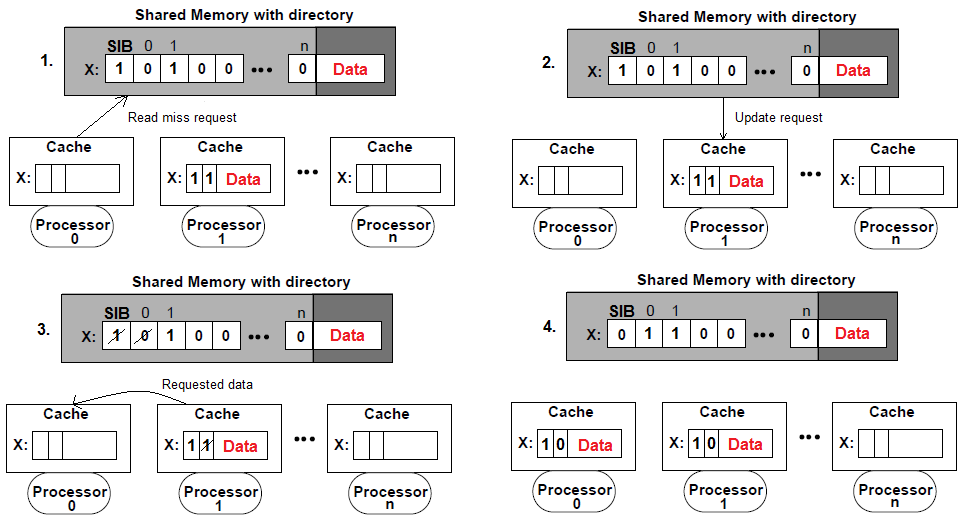 Shared Memory with directory
1.
SIB 0 1 n
X: 1 0 1 0 0 ••• 0 Data
Read miss request
Cache Cache Cache
X: X: 1 1 Data ••• X:
Processor 0 Processor 1 Processor n
Shared Memory with directory
2.
SIB 0 1 n
X: 1 0 1 0 0 ••• 0 Data
Update request
Cache Cache Cache
X: X: 1 1 Data ••• X:
Processor 0 Processor 1 Processor n
Shared Memory with directory
3.
SIB 0 1 n
X: 1 0 1 0 0 ••• 0 Data
Requested data
Cache Cache Cache
X: X: 1 1 Data ••• X:
Processor 0 Processor 1 Processor n
Shared Memory with directory
4.
SIB 0 1 n
X: 0 1 1 0 0 ••• 0 Data
Cache Cache Cache
X: 1 0 Data X: 1 0 Data ••• X:
Processor 0 Processor 1 Processor n